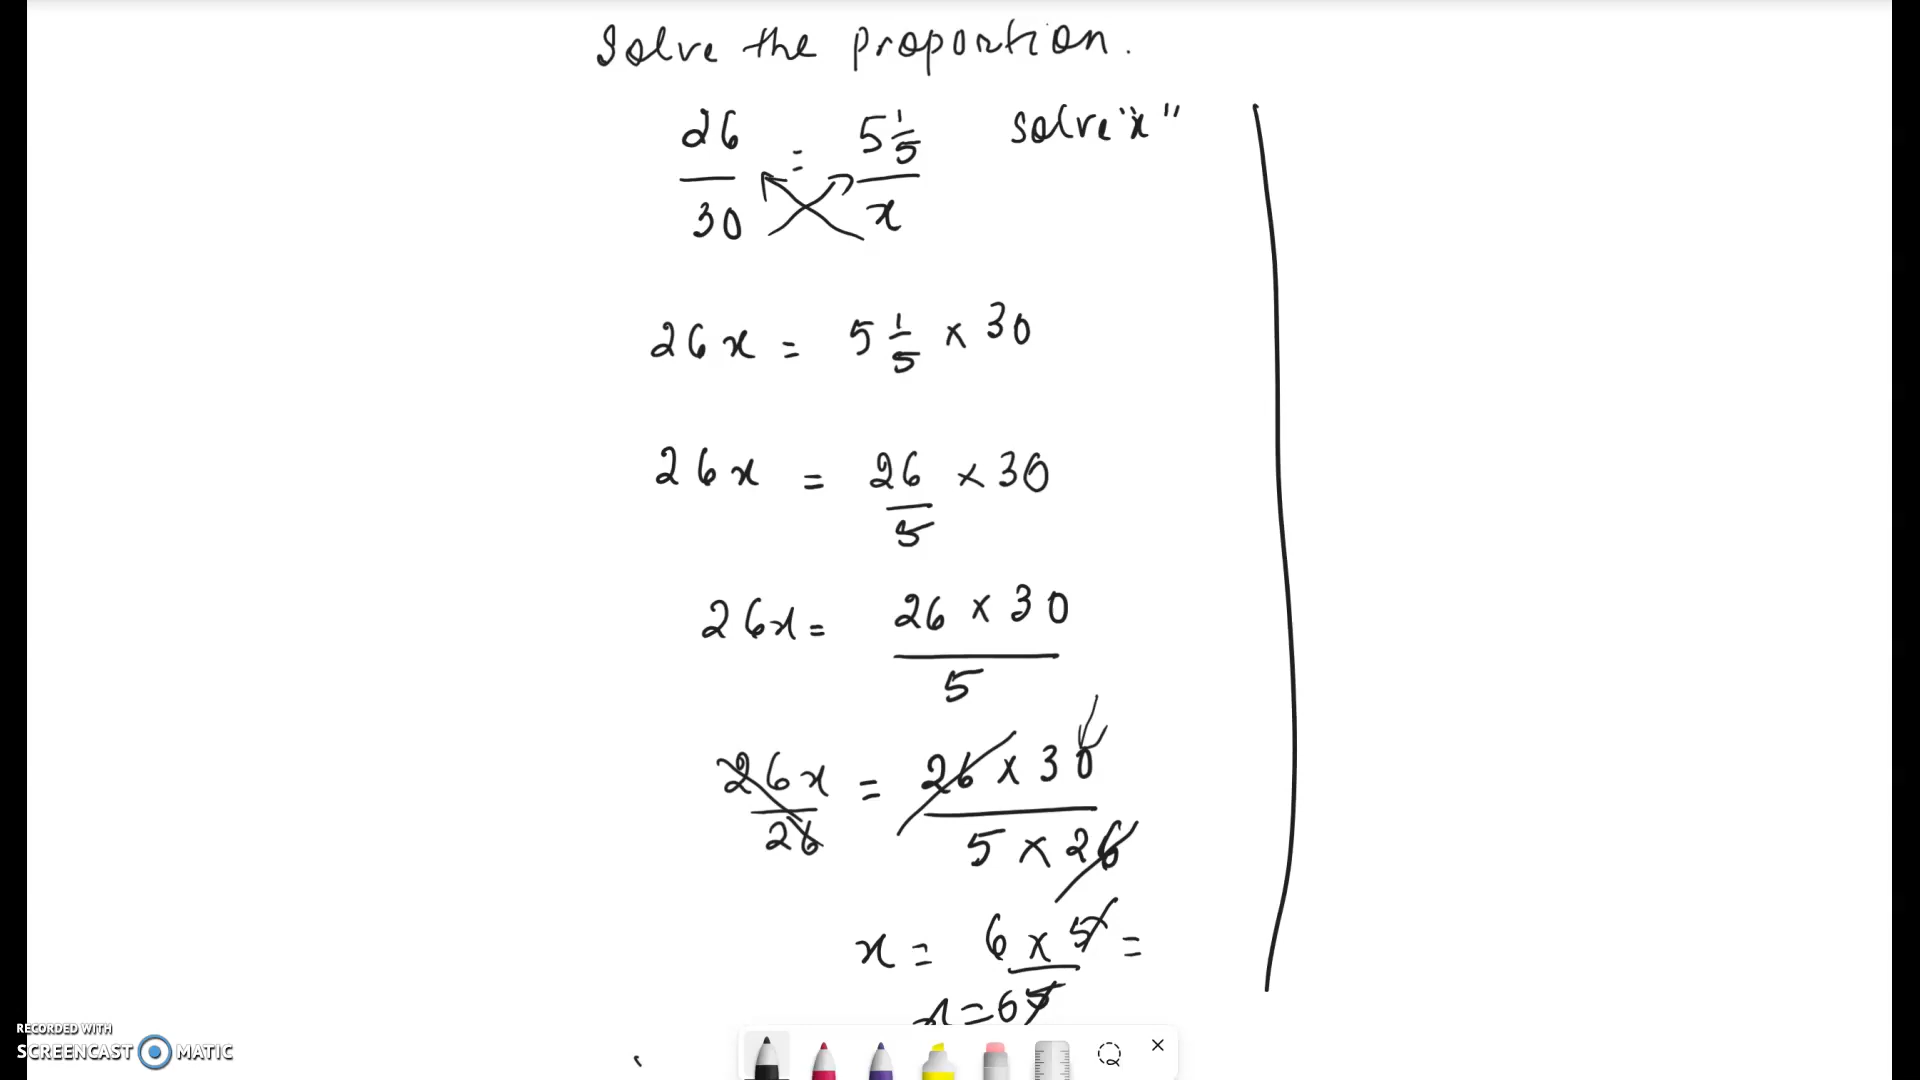 Solve the proportion.
26/30 = 5 1/5 / x solve "x"
26x = 5 1/5 × 30
26x = 26/5 × 30
26x = 26 × 30 / 5
26x/26 = 26 × 30 / 5 × 26
x = 6 × 5 / 5 =
x = 6
RECORDED WITH
SCREENCAST MATIC